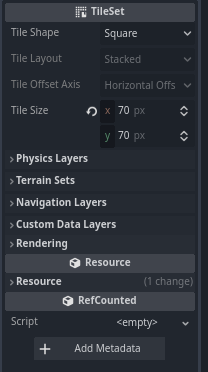 TileSet
Tile Shape Square
Tile Layout Stacked
Tile Offset Axis Horizontal Offs
Tile Size x 70 px
y 70 px
Physics Layers
Terrain Sets
Navigation Layers
Custom Data Layers
Rendering
Resource
Resource (1 change)
RefCounted
Script <empty>
Add Metadata